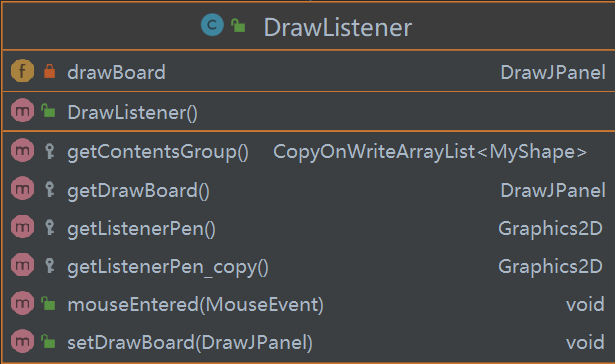 C DrawListener
f drawBoard DrawJPanel
m DrawListener()
m getContentsGroup() CopyOnWriteArrayList<MyShape>
m getDrawBoard() DrawJPanel
m getListenerPen() Graphics2D
m getListenerPen_copy() Graphics2D
m mouseEntered(MouseEvent) void
m setDrawBoard(DrawJPanel) void